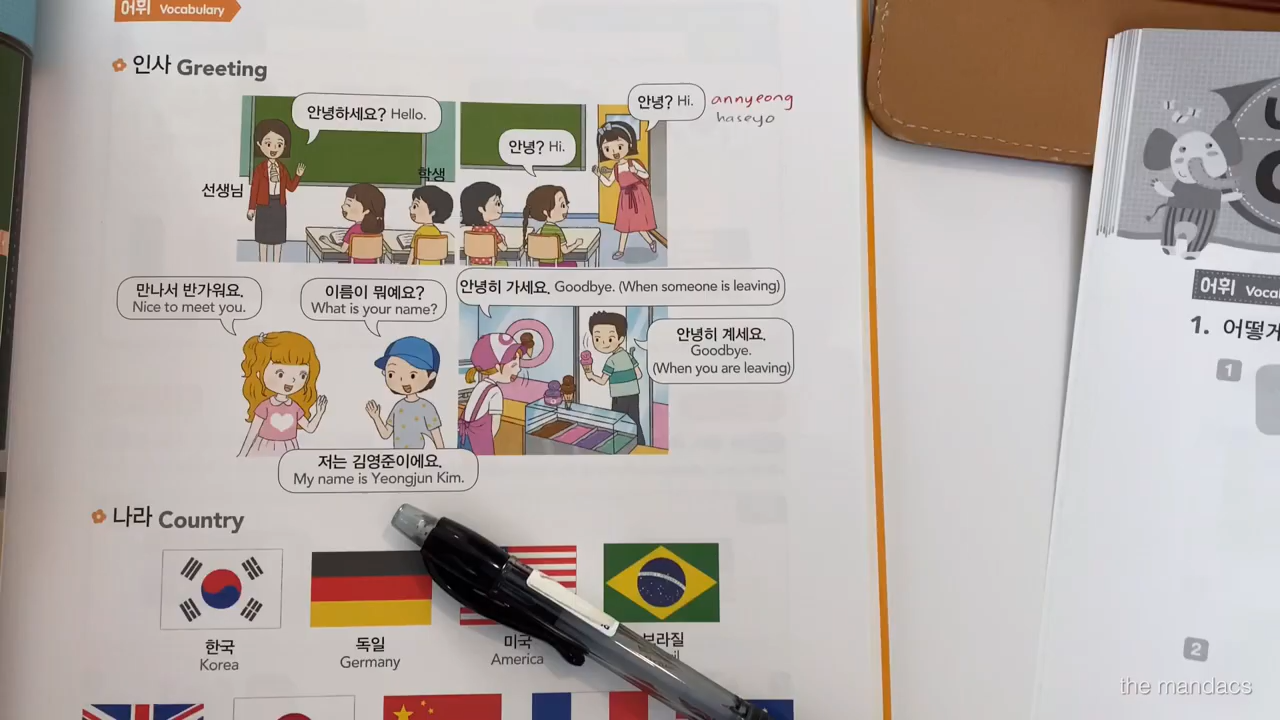 어휘 Vocabulary
인사 Greeting
안녕하세요? Hello.
안녕? Hi.
안녕? Hi.
annyeong
haseyo
선생님
학생
만나서 반가워요.
Nice to meet you.
이름이 뭐예요?
What is your name?
안녕히 가세요. Goodbye. (When someone is leaving)
안녕히 계세요.
Goodbye.
(When you are leaving)
저는 김영준이에요.
My name is Yeongjun Kim.
나라 Country
한국
Korea
독일
Germany
미국
America
브라질
어휘
1. 어떻게
1
2
the mandacs